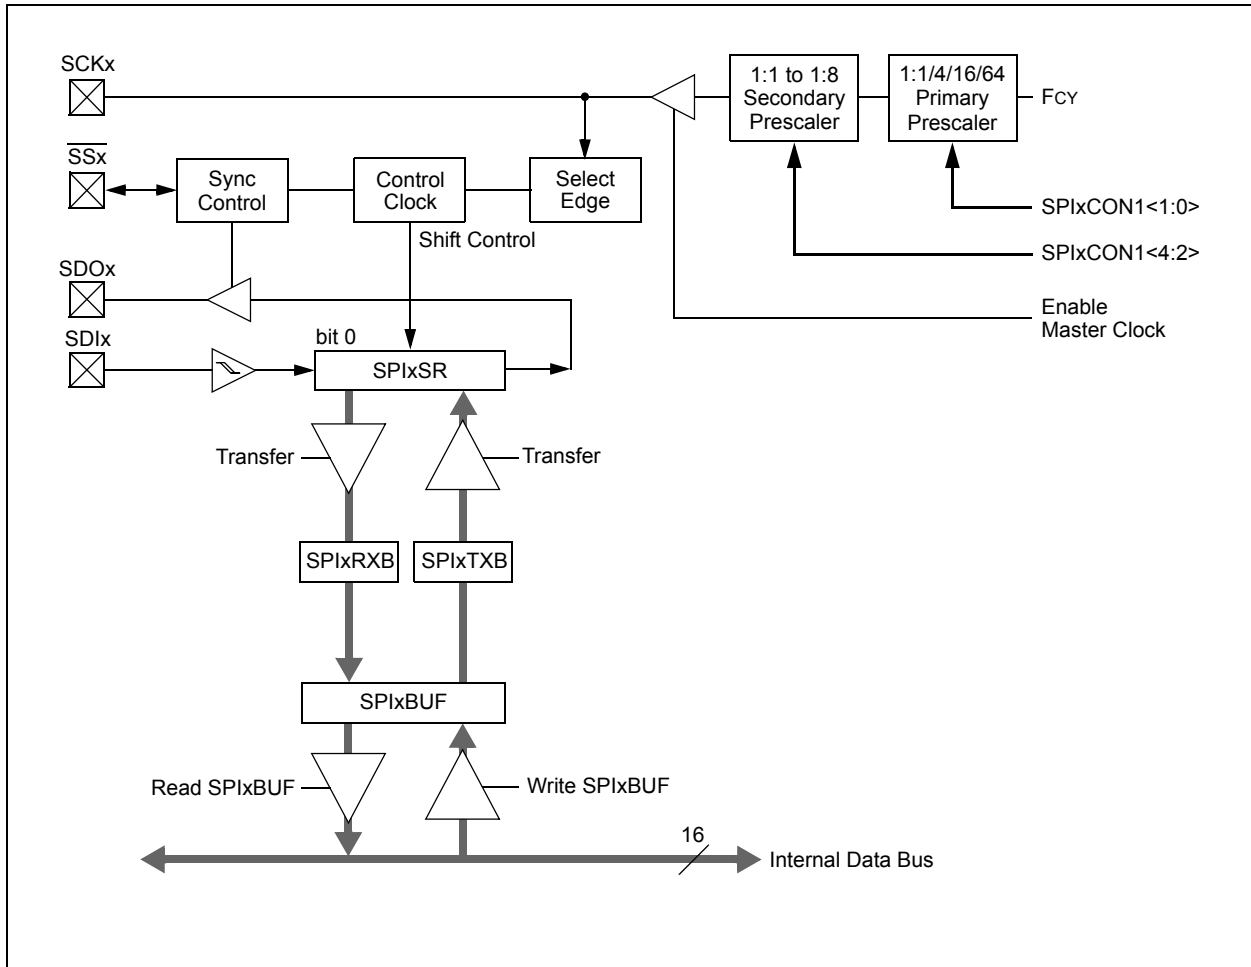 SCKx
1:1 to 1:8
Secondary
Prescaler
1:1/4/16/64
Primary
Prescaler
FCY
SSx
Sync
Control
Control
Clock
Select
Edge
SPIxCON1<1:0>
Shift Control
SPIxCON1<4:2>
SDOx
Enable
Master Clock
SDIx
bit 0
SPIxSR
Transfer
Transfer
SPIxRXB
SPIxTXB
SPIxBUF
Read SPIxBUF
Write SPIxBUF
16
Internal Data Bus